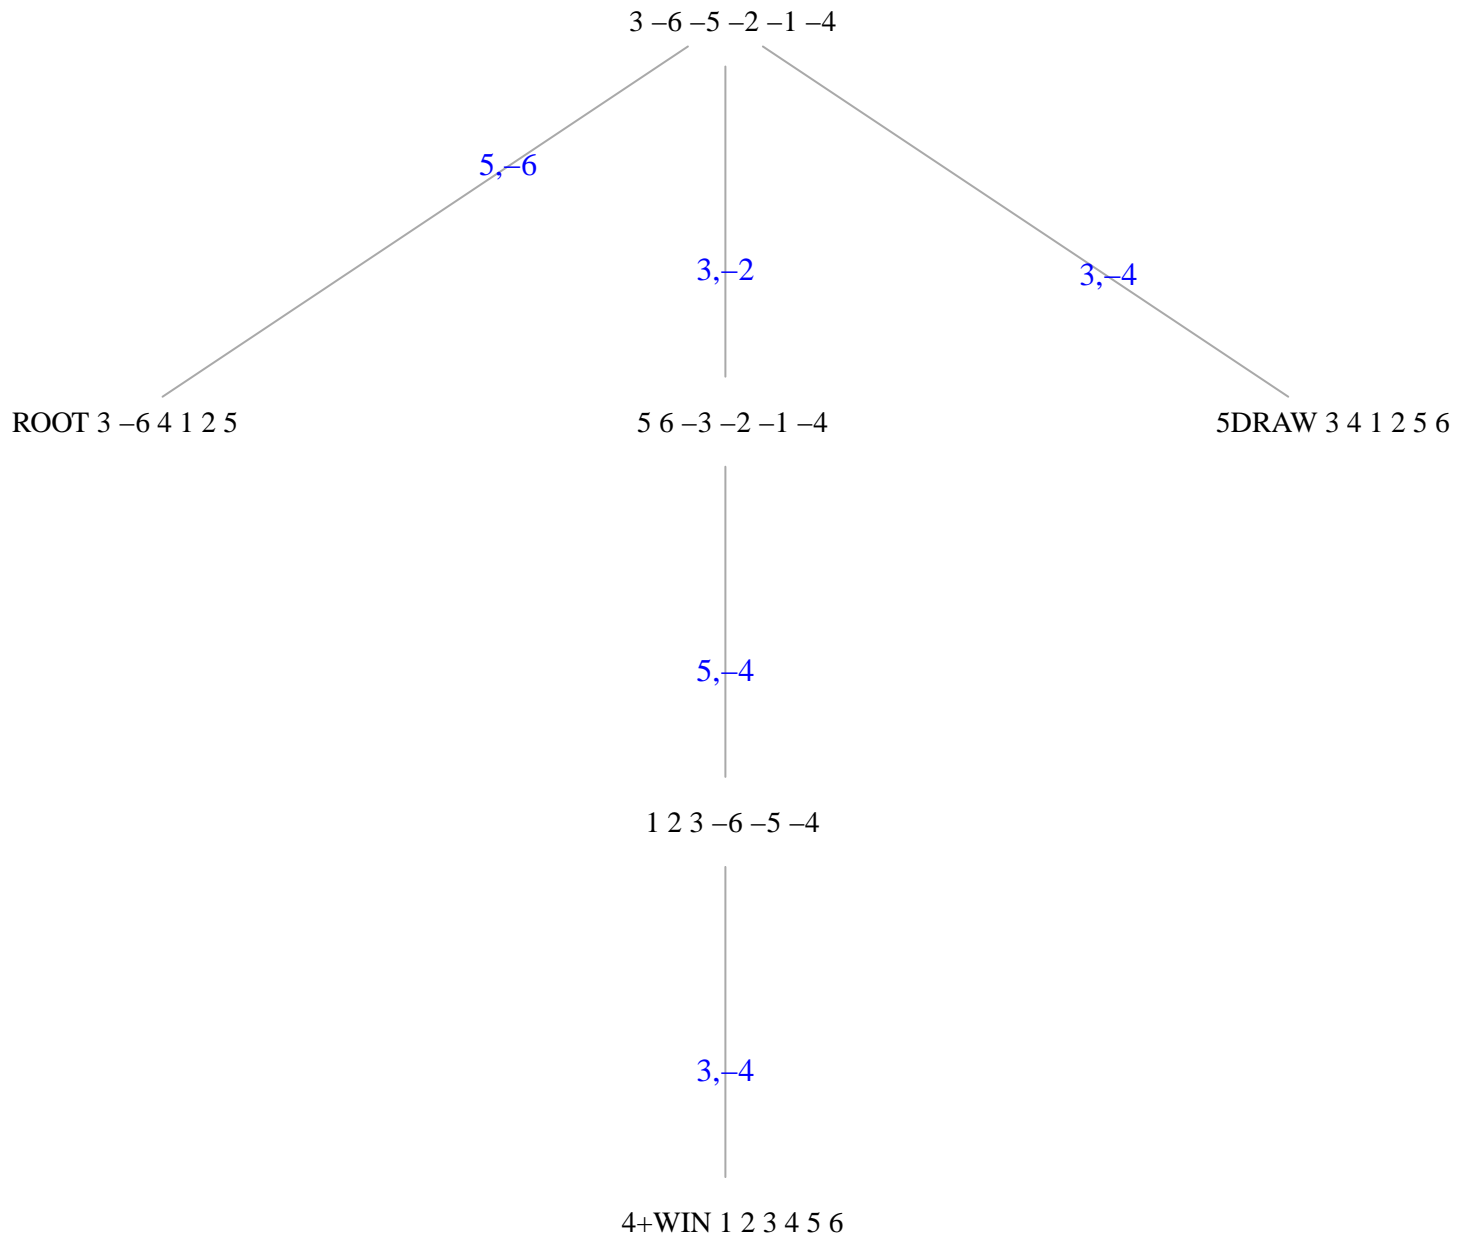 3 –6 –5 –2 –1 –4
5,–6
3,–2
3,–4
ROOT 3 –6 4 1 2 5
5 6 –3 –2 –1 –4
5DRAW 3 4 1 2 5 6
5,–4
1 2 3 –6 –5 –4
3,–4
4+WIN 1 2 3 4 5 6